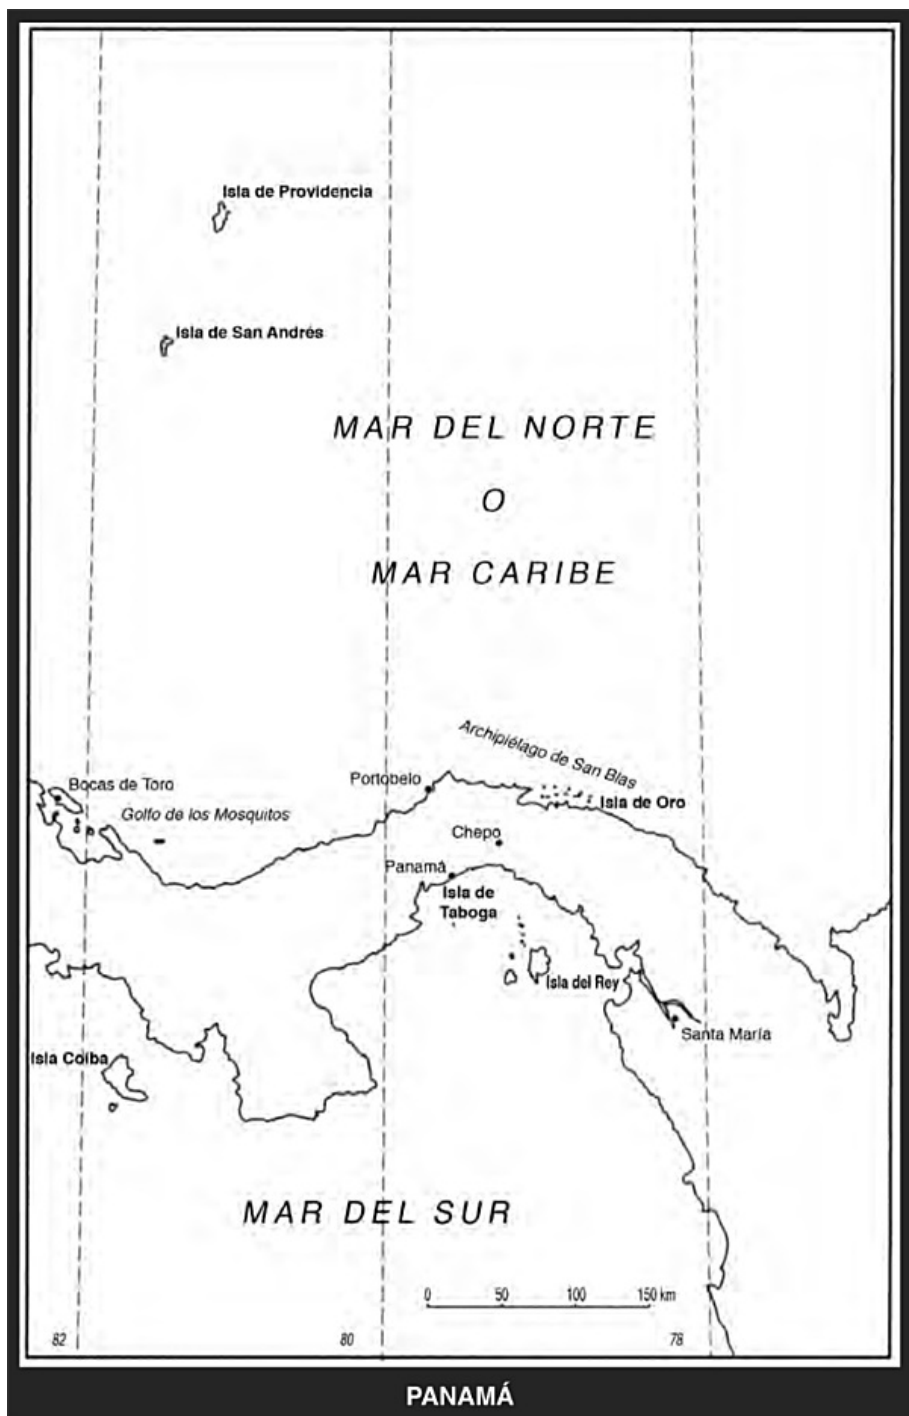 Isla de Providencia
Isla de San Andrés
MAR DEL NORTE
O
MAR CARIBE
Archipiélago de San Blas
Portobelo
Bocas de Toro
Isla de Oro
Golfo de los Mosquitos
Chepo
Panamá
Isla de
Taboga
Isla del Rey
Santa María
Isla Coiba
MAR DEL SUR
0 50 100 150 km
82 80 78
PANAMÁ